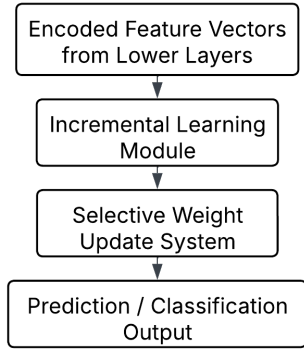 Encoded Feature Vectors
from Lower Layers
Incremental Learning
Module
Selective Weight
Update System
Prediction / Classification
Output